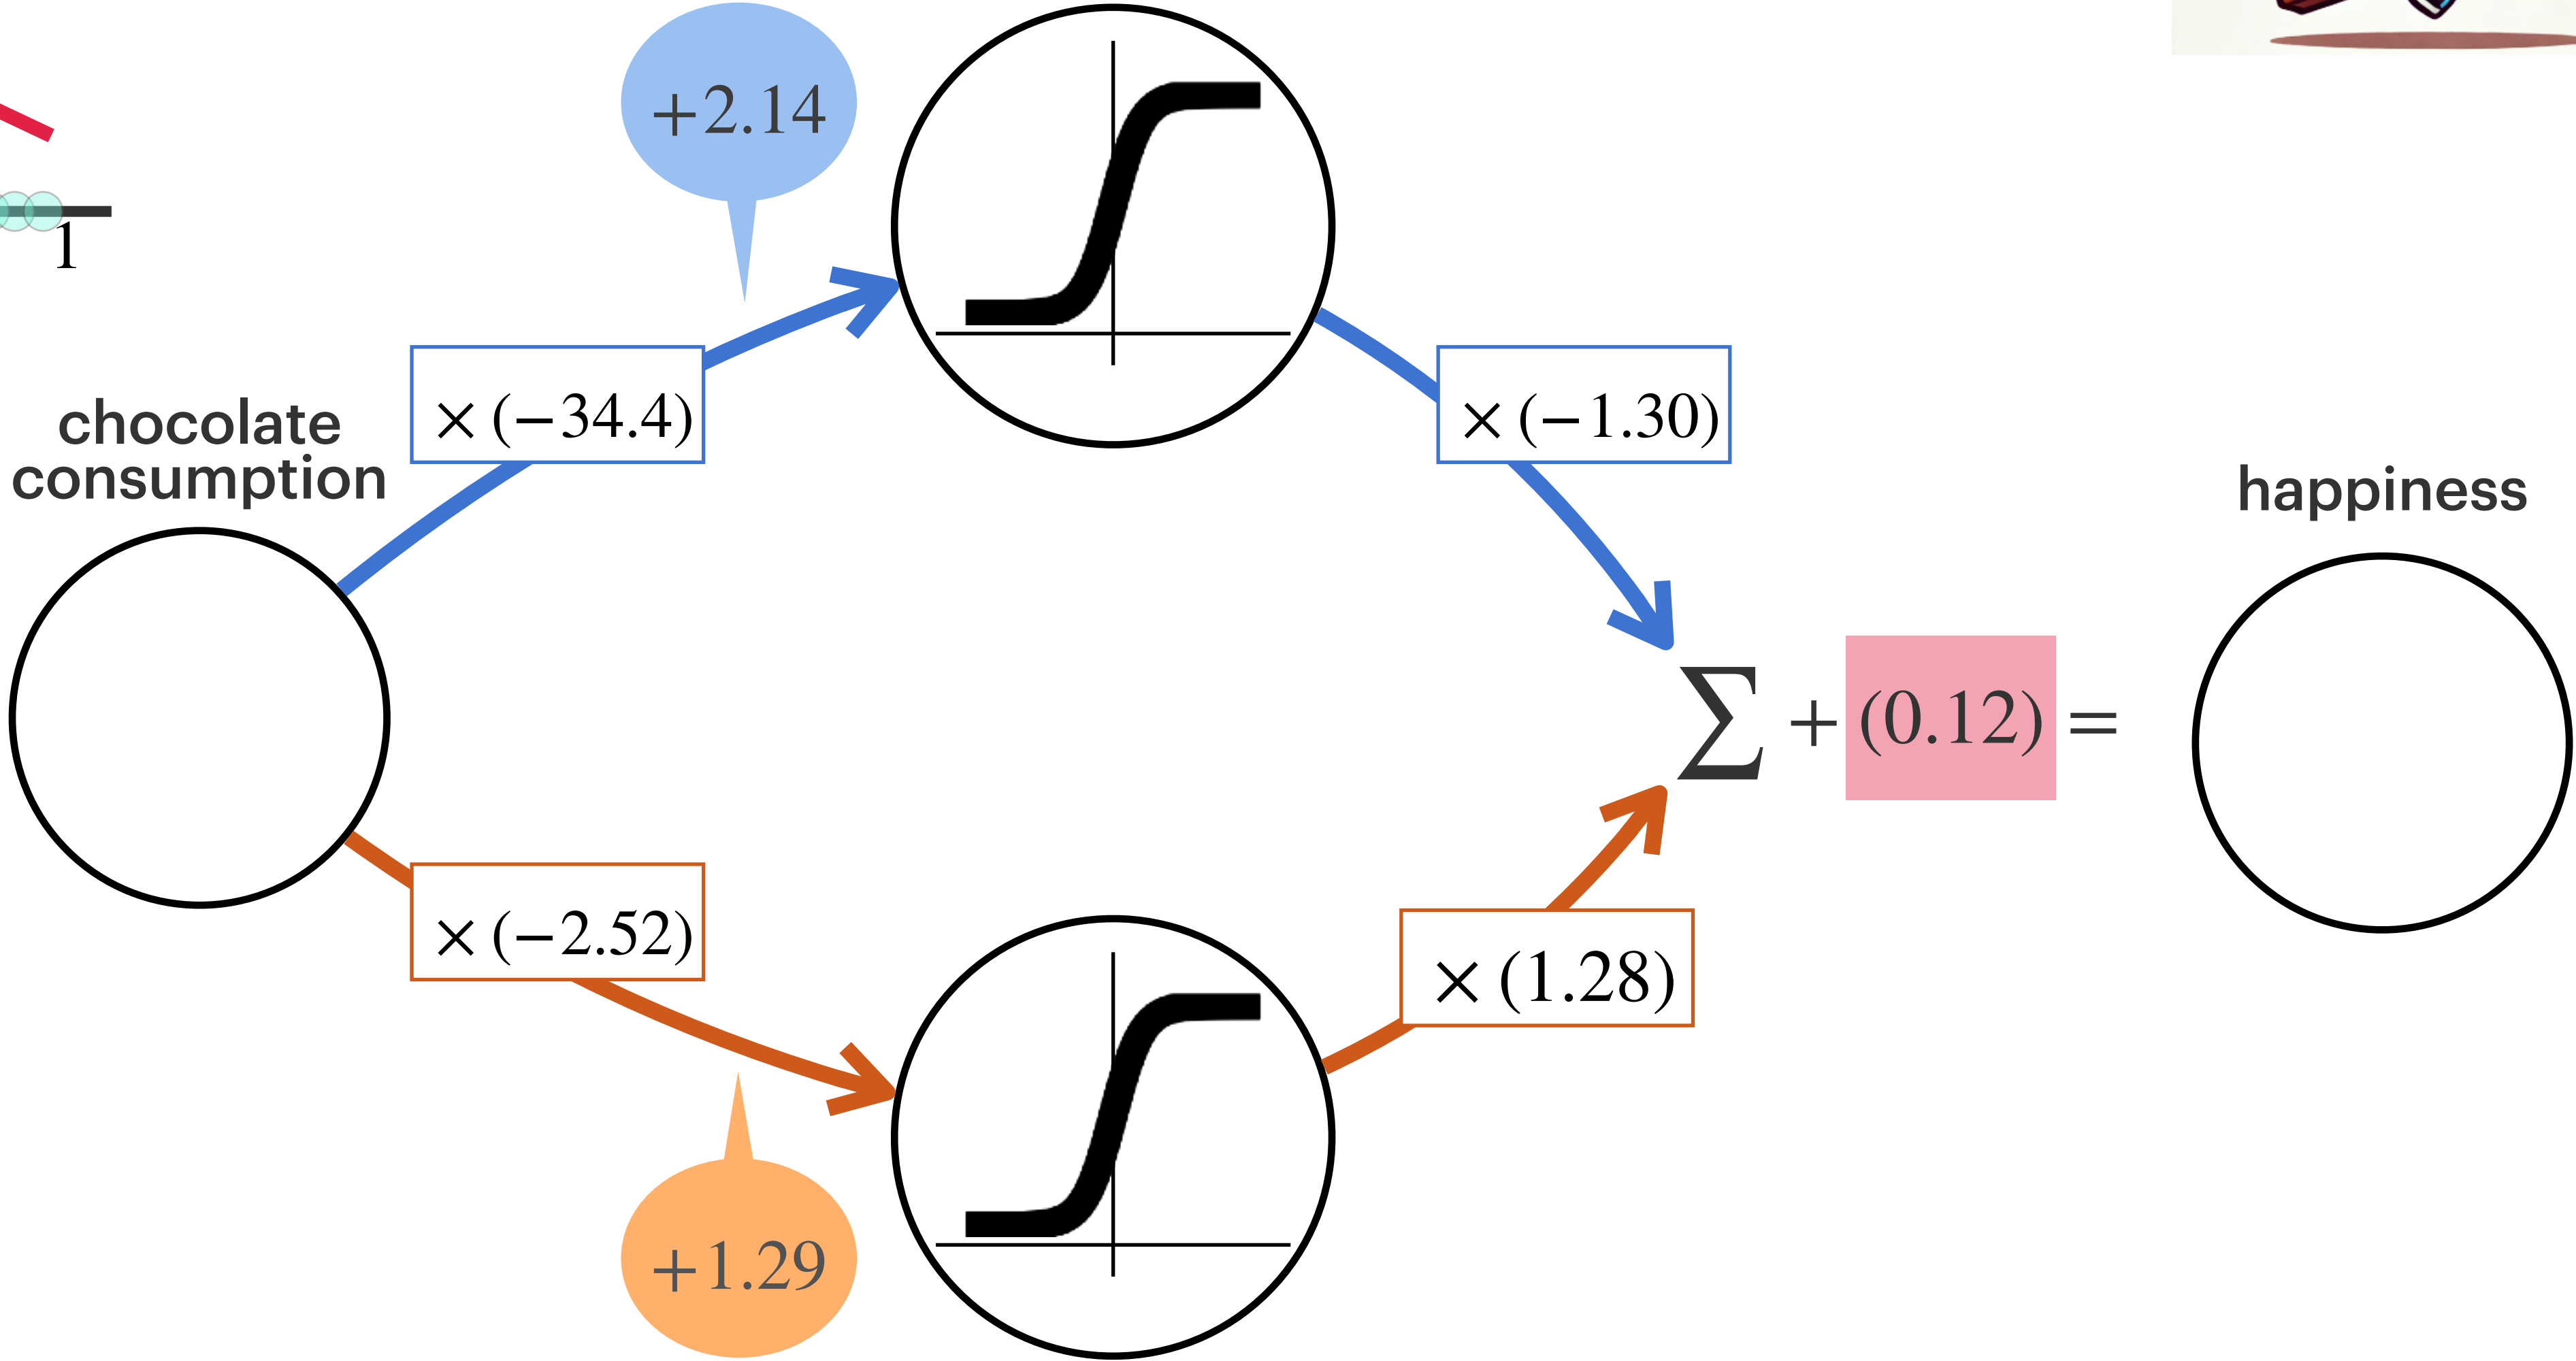 +2.14
1
× (−34.4)
× (−1.30)
chocolate
consumption
happiness
∑ + (0.12) =
× (−2.52)
× (1.28)
+1.29